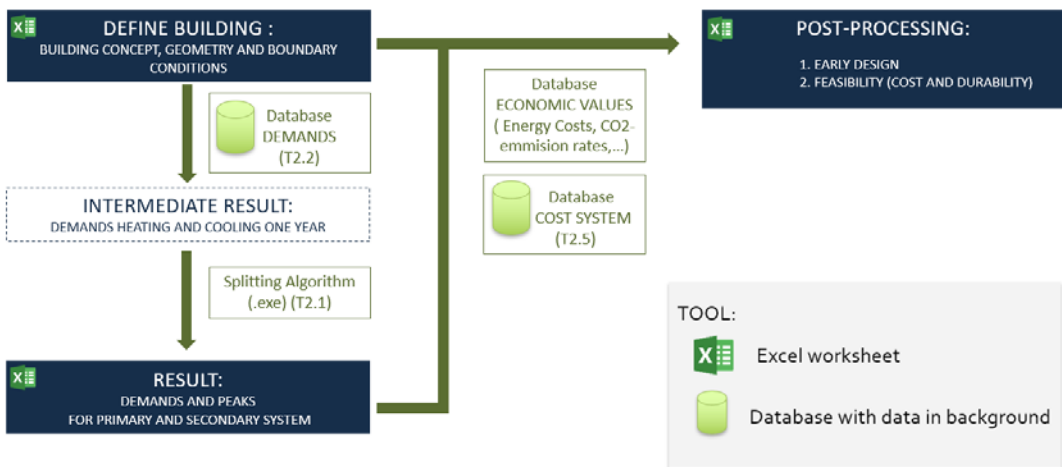 DEFINE BUILDING :
BUILDING CONCEPT, GEOMETRY AND BOUNDARY
CONDITIONS
Database
DEMANDS
(T2.2)
INTERMEDIATE RESULT:
DEMANDS HEATING AND COOLING ONE YEAR
Splitting Algorithm
(.exe) (T2.1)
RESULT:
DEMANDS AND PEAKS
FOR PRIMARY AND SECONDARY SYSTEM
Database
ECONOMIC VALUES
( Energy Costs, CO2-
emmision rates,...)
Database
COST SYSTEM
(T2.5)
POST-PROCESSING:
1. EARLY DESIGN
2. FEASIBILITY (COST AND DURABILITY)
TOOL:
Excel worksheet
Database with data in background